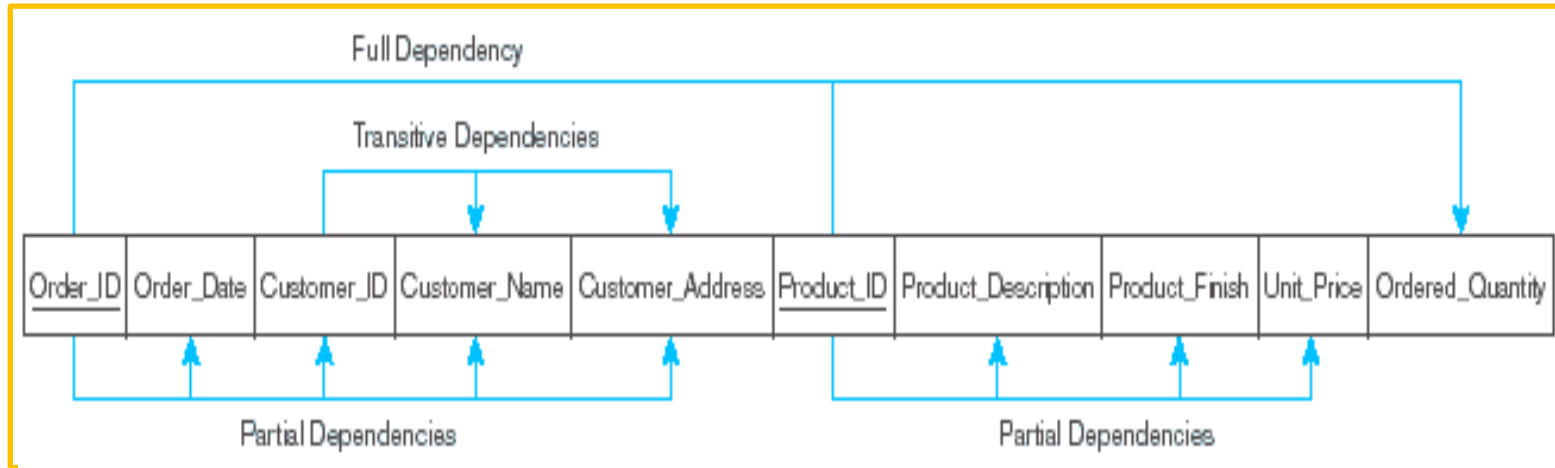 Full Dependency
Transitive Dependencies
Order_ID Order_Date Customer_ID Customer_Name Customer_Address Product_ID Product_Description Product_Finish Unit_Price Ordered_Quantity
Partial Dependencies Partial Dependencies